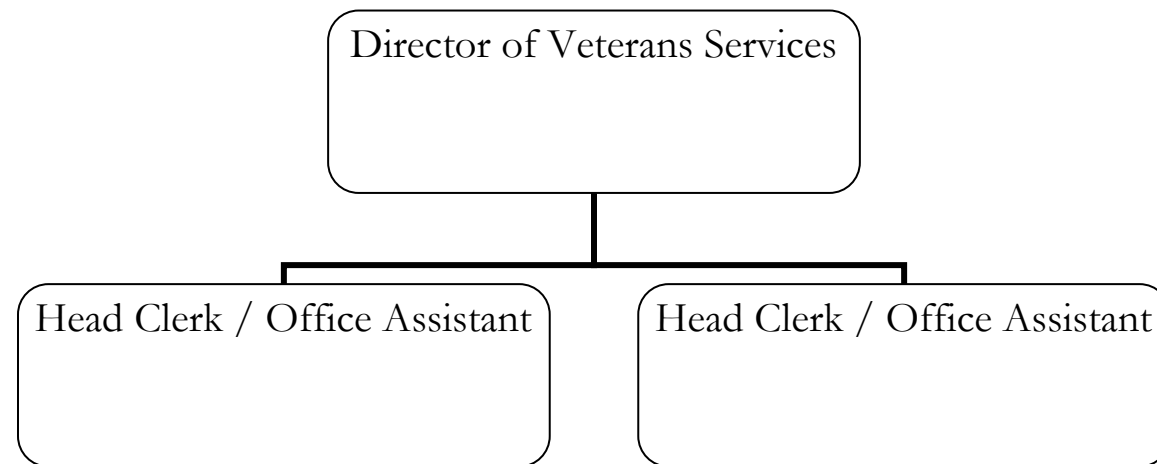 Director of Veterans Services
Head Clerk / Office Assistant
Head Clerk / Office Assistant